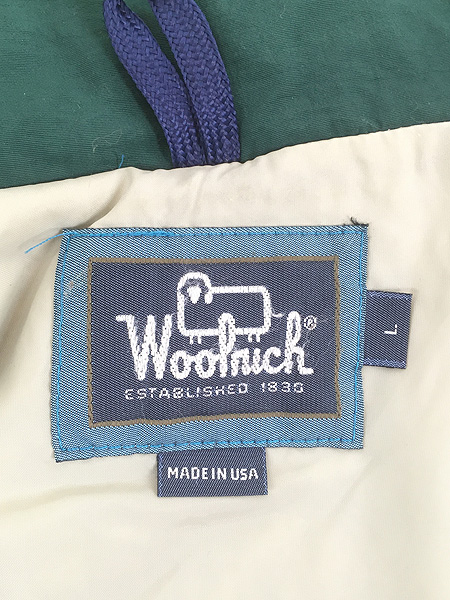 Woolrich®
ESTABLISHED 1830
L
MADE IN USA